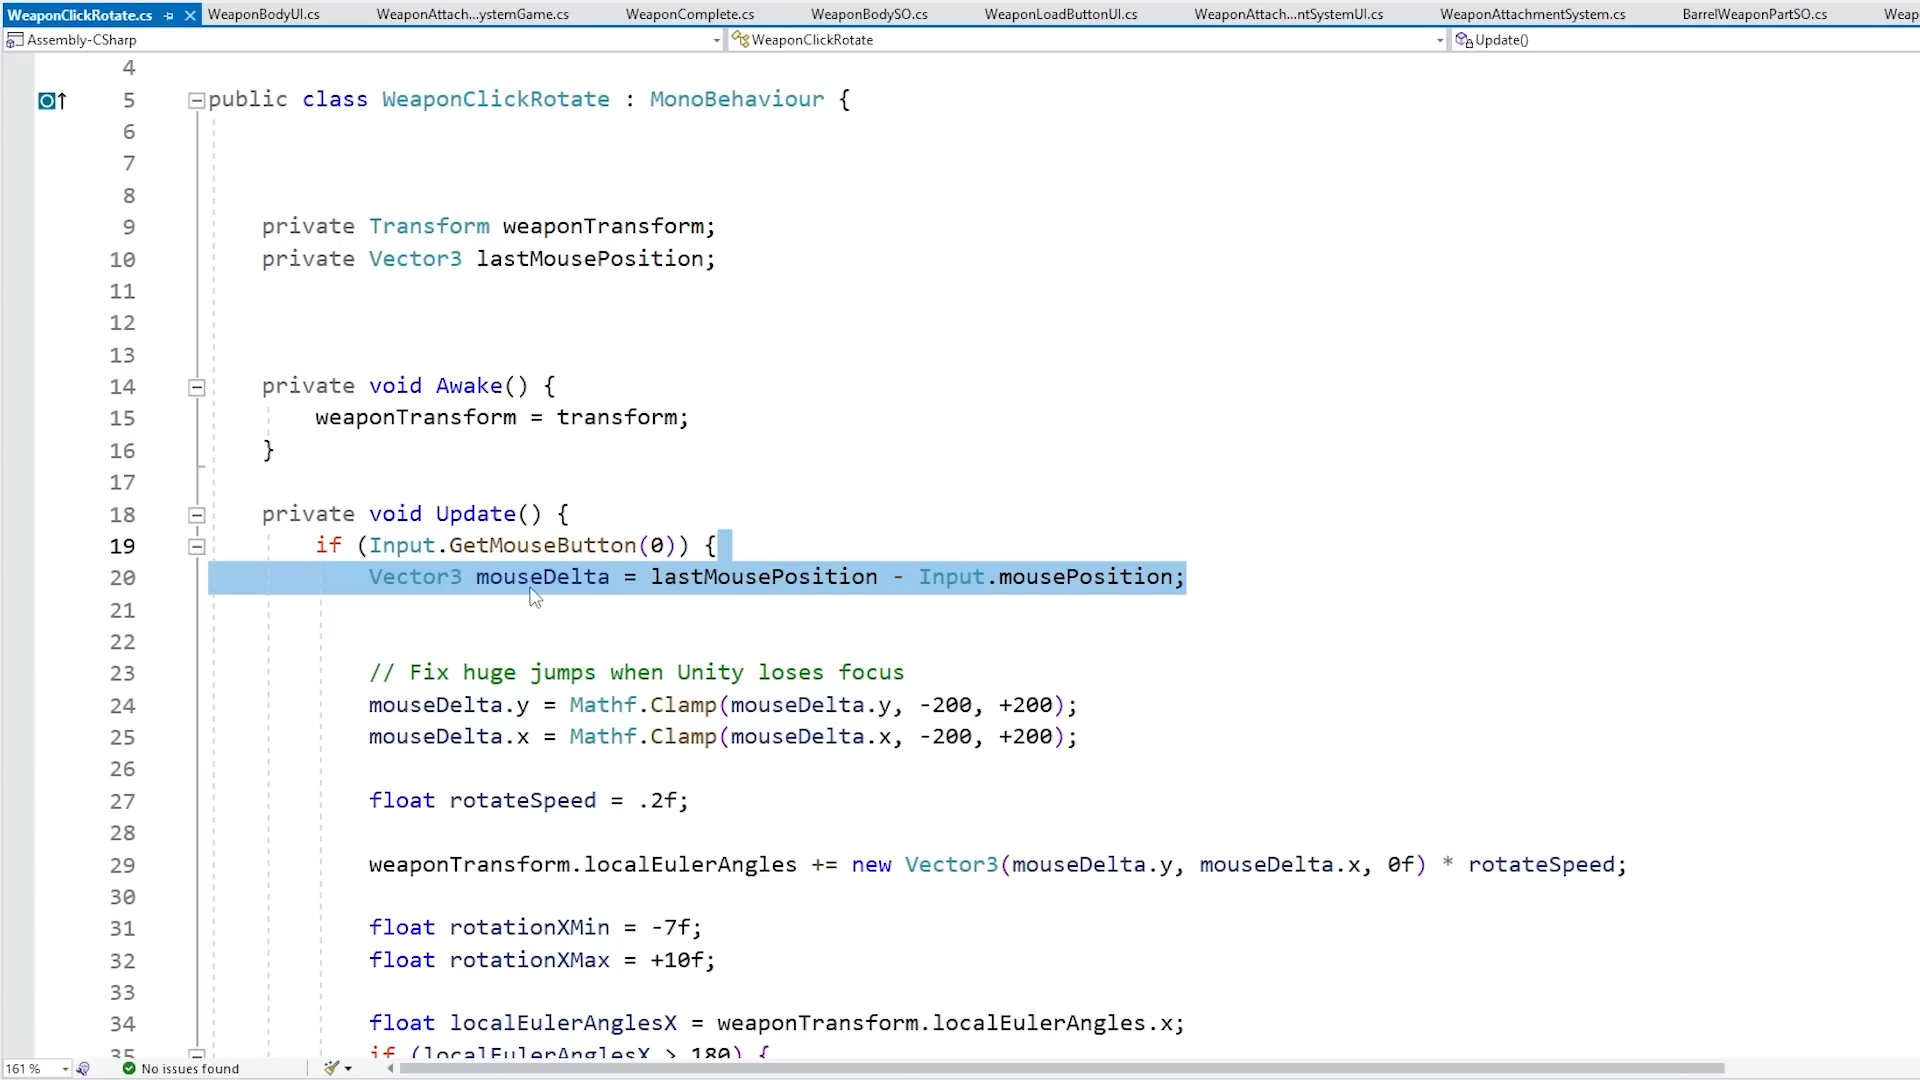 WeaponClickRotate.cs WeaponBodyUI.cs WeaponAttach...ystemGame.cs WeaponComplete.cs WeaponBodySO.cs WeaponLoadButtonUI.cs WeaponAttach...ntSystemUI.cs WeaponAttachmentSystem.cs BarrelWeaponPartSO.cs Weap
Assembly-CSharp WeaponClickRotate Update()
4
5 public class WeaponClickRotate : MonoBehaviour {
6
7
8
9 private Transform weaponTransform;
10 private Vector3 lastMousePosition;
11
12
13
14 private void Awake() {
15 weaponTransform = transform;
16 }
17
18 private void Update() {
19 if (Input.GetMouseButton(0)) {
20 Vector3 mouseDelta = lastMousePosition - Input.mousePosition;
21
22
23 // Fix huge jumps when Unity loses focus
24 mouseDelta.y = Mathf.Clamp(mouseDelta.y, -200, +200);
25 mouseDelta.x = Mathf.Clamp(mouseDelta.x, -200, +200);
26
27 float rotateSpeed = .2f;
28
29 weaponTransform.localEulerAngles += new Vector3(mouseDelta.y, mouseDelta.x, 0f) * rotateSpeed;
30
31 float rotationXMin = -7f;
32 float rotationXMax = +10f;
33
34 float localEulerAnglesX = weaponTransform.localEulerAngles.x;
35 if (localEulerAnglesX > 180) {
161 % No issues found